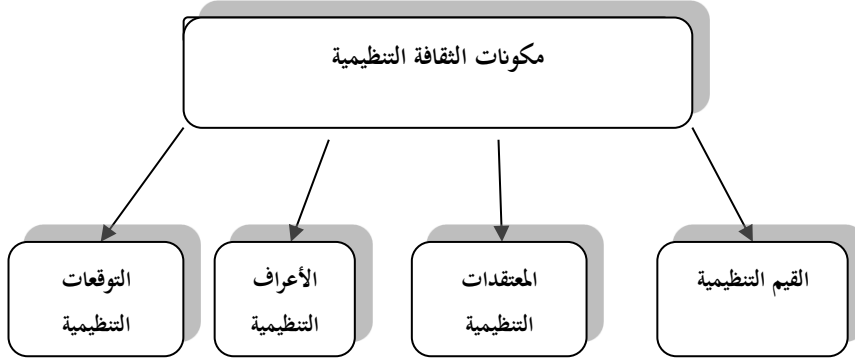 مكونات الثقافة التنظيمية
القيم التنظيمية
المعتقدات
التنظيمية
الأعراف
التنظيمية
التوقعات
التنظيمية